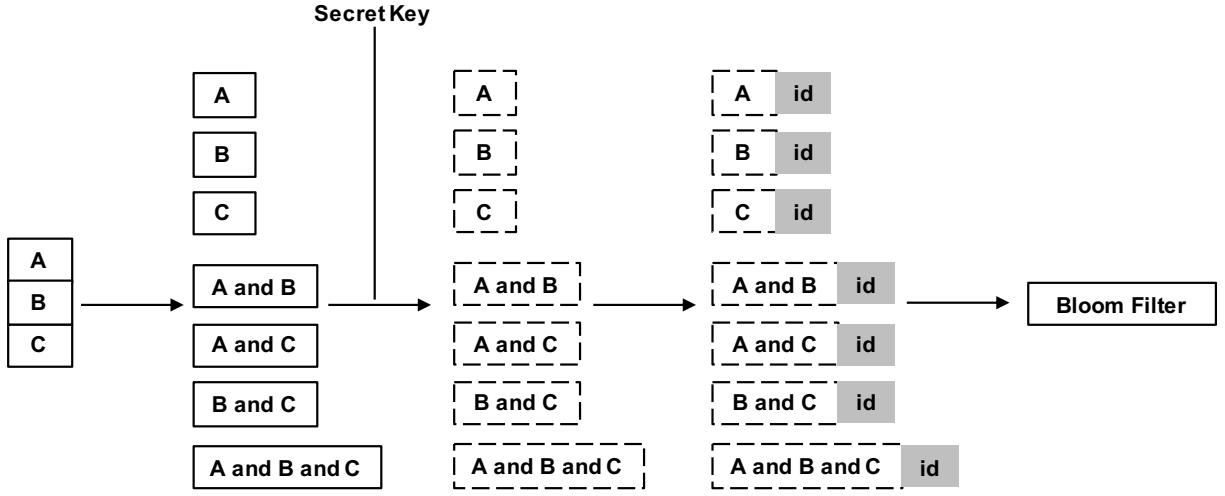 Secret Key
A
B
C
A
B
C
A and B
A and C
B and C
A and B and C
A
B
C
A and B
A and C
B and C
A and B and C
A id
B id
C id
A and B id
A and C id
B and C id
A and B and C id
Bloom Filter